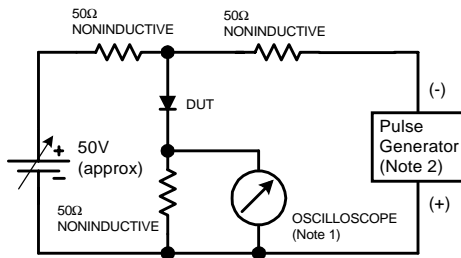 50Ω
NONINDUCTIVE
50Ω
NONINDUCTIVE
DUT
(-)
+
50V
(approx)
−
Pulse
Generator
(Note 2)
50Ω
NONINDUCTIVE
(+)
OSCILLOSCOPE
(Note 1)